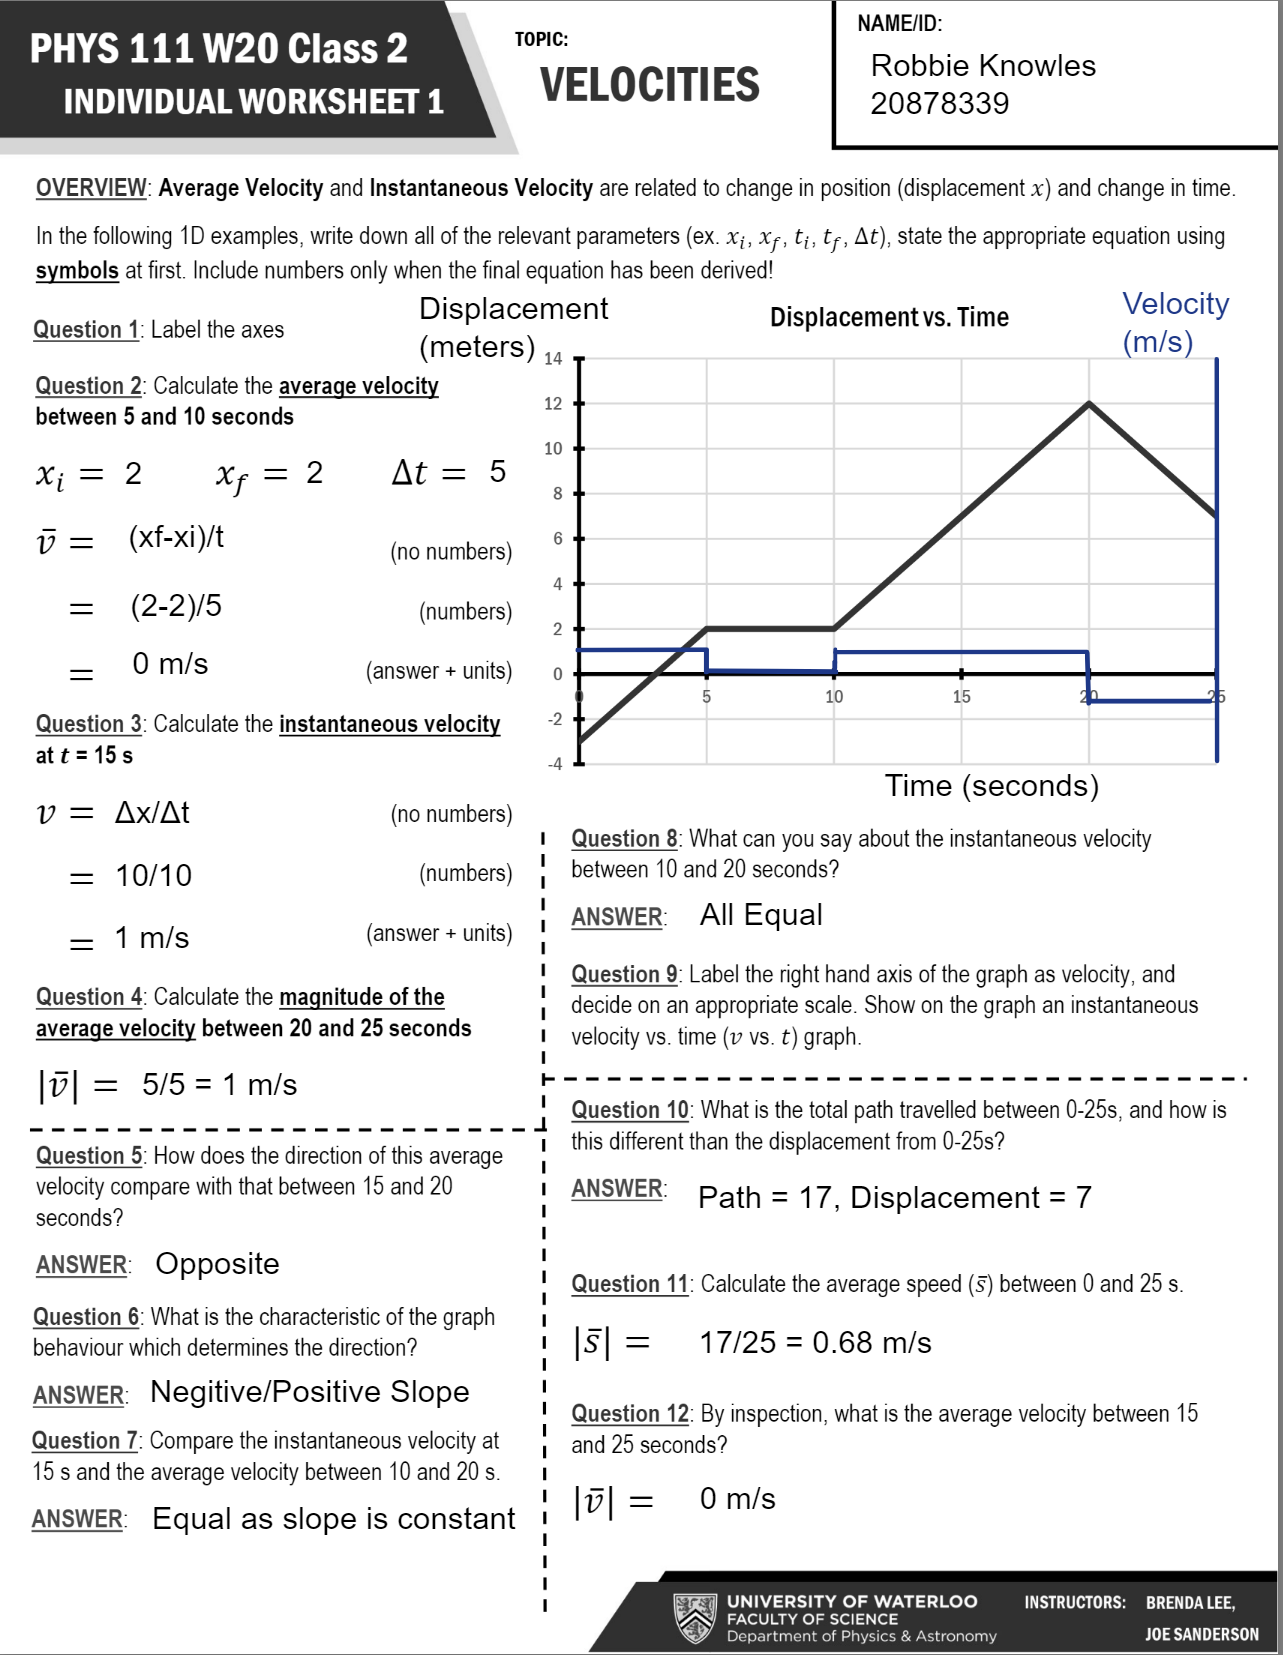 PHYS 111 W20 Class 2
INDIVIDUAL WORKSHEET 1
TOPIC:
VELOCITIES
NAME/ID:
Robbie Knowles
20878339
OVERVIEW: Average Velocity and Instantaneous Velocity are related to change in position (displacement x) and change in time.
In the following 1D examples, write down all of the relevant parameters (ex. xᵢ, x_f, tᵢ, t_f, Δt), state the appropriate equation using
symbols at first. Include numbers only when the final equation has been derived!
Question 1: Label the axes
Question 2: Calculate the average velocity
between 5 and 10 seconds
xᵢ = 2 x_f = 2 Δt = 5
v̄ = (xf-xi)/t (no numbers)
= (2-2)/5 (numbers)
= 0 m/s (answer + units)
Question 3: Calculate the instantaneous velocity
at t = 15 s
v = Δx/Δt (no numbers)
= 10/10 (numbers)
= 1 m/s (answer + units)
Question 4: Calculate the magnitude of the
average velocity between 20 and 25 seconds
|v̄| = 5/5 = 1 m/s
Question 5: How does the direction of this average
velocity compare with that between 15 and 20
seconds?
ANSWER: Opposite
Question 6: What is the characteristic of the graph
behaviour which determines the direction?
ANSWER: Negitive/Positive Slope
Question 7: Compare the instantaneous velocity at
15 s and the average velocity between 10 and 20 s.
ANSWER: Equal as slope is constant
Displacement
(meters)
Displacement vs. Time
Velocity
(m/s)
14
12
10
8
6
4
2
0
-2
-4
0 5 10 15 20 25
Time (seconds)
Question 8: What can you say about the instantaneous velocity
between 10 and 20 seconds?
ANSWER: All Equal
Question 9: Label the right hand axis of the graph as velocity, and
decide on an appropriate scale. Show on the graph an instantaneous
velocity vs. time (v vs. t) graph.
Question 10: What is the total path travelled between 0-25s, and how is
this different than the displacement from 0-25s?
ANSWER: Path = 17, Displacement = 7
Question 11: Calculate the average speed (s̄) between 0 and 25 s.
|s̄| = 17/25 = 0.68 m/s
Question 12: By inspection, what is the average velocity between 15
and 25 seconds?
|v̄| = 0 m/s
UNIVERSITY OF WATERLOO
FACULTY OF SCIENCE
Department of Physics & Astronomy
INSTRUCTORS: BRENDA LEE,
JOE SANDERSON